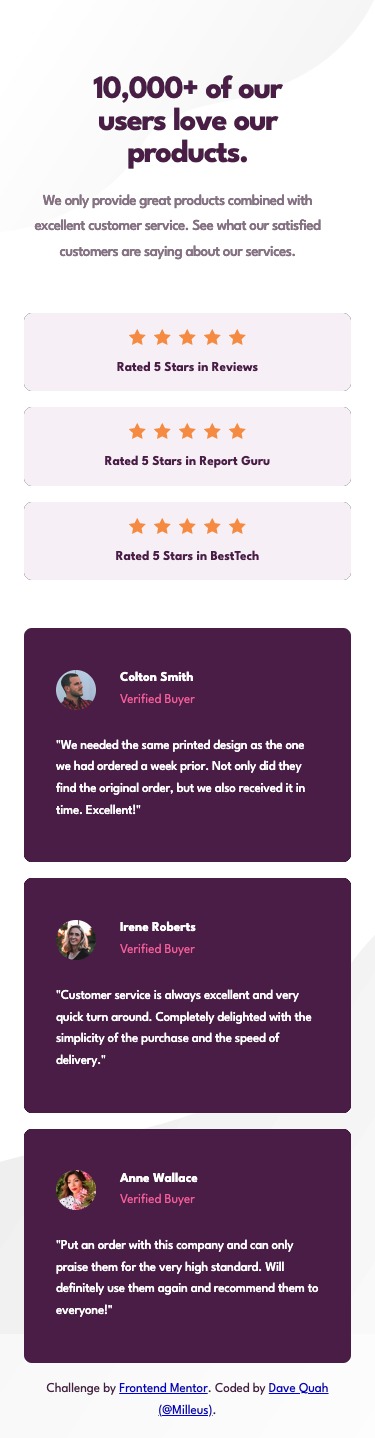 10,000+ of our
users love our
products.
We only provide great products combined with
excellent customer service. See what our satisfied
customers are saying about our services.
Rated 5 Stars in Reviews
Rated 5 Stars in Report Guru
Rated 5 Stars in BestTech
Colton Smith
Verified Buyer
"We needed the same printed design as the one
we had ordered a week prior. Not only did they
find the original order, but we also received it in
time. Excellent!"
Irene Roberts
Verified Buyer
"Customer service is always excellent and very
quick turn around. Completely delighted with the
simplicity of the purchase and the speed of
delivery."
Anne Wallace
Verified Buyer
"Put an order with this company and can only
praise them for the very high standard. Will
definitely use them again and recommend them to
everyone!"
Challenge by Frontend Mentor. Coded by Dave Quah
(@Milleus).